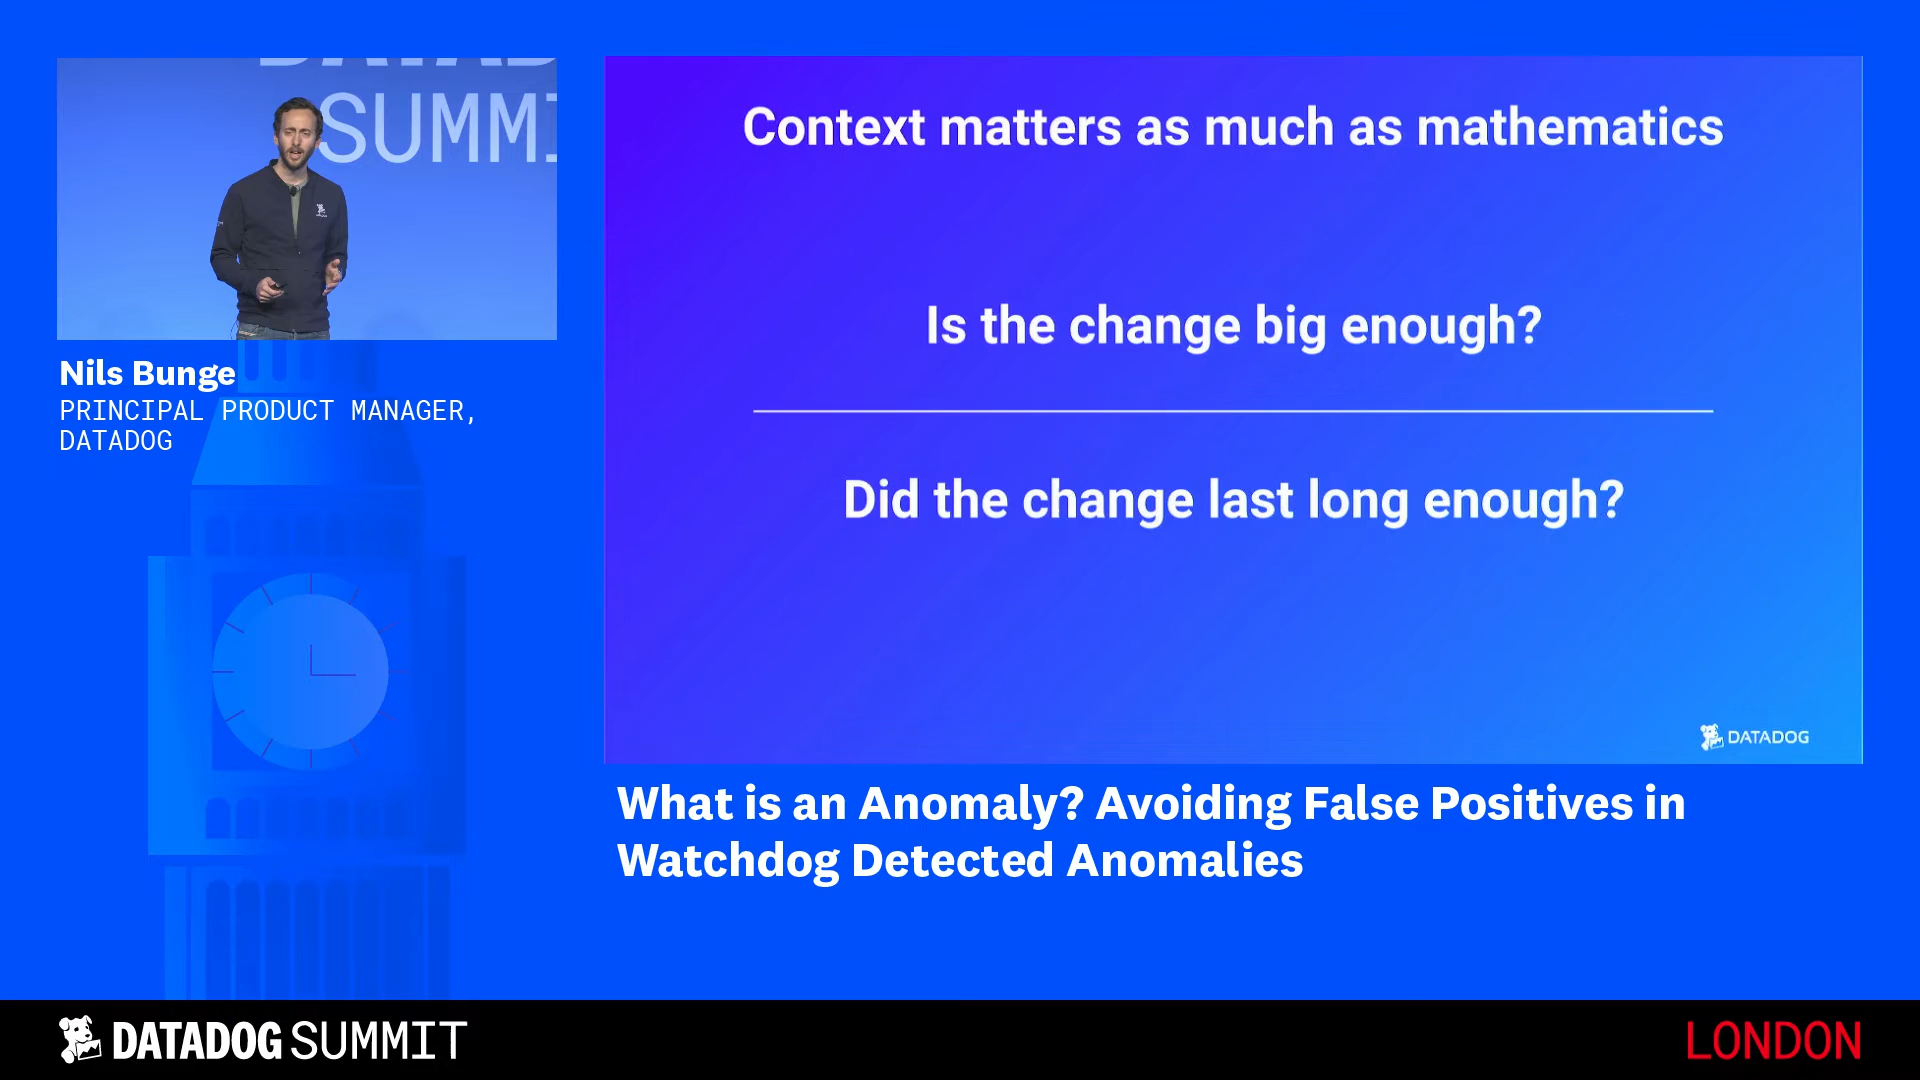 SUMMI
Nils Bunge
PRINCIPAL PRODUCT MANAGER,
DATADOG
Context matters as much as mathematics
Is the change big enough?
Did the change last long enough?
DATADOG
What is an Anomaly? Avoiding False Positives in
Watchdog Detected Anomalies
DATADOG SUMMIT
LONDON